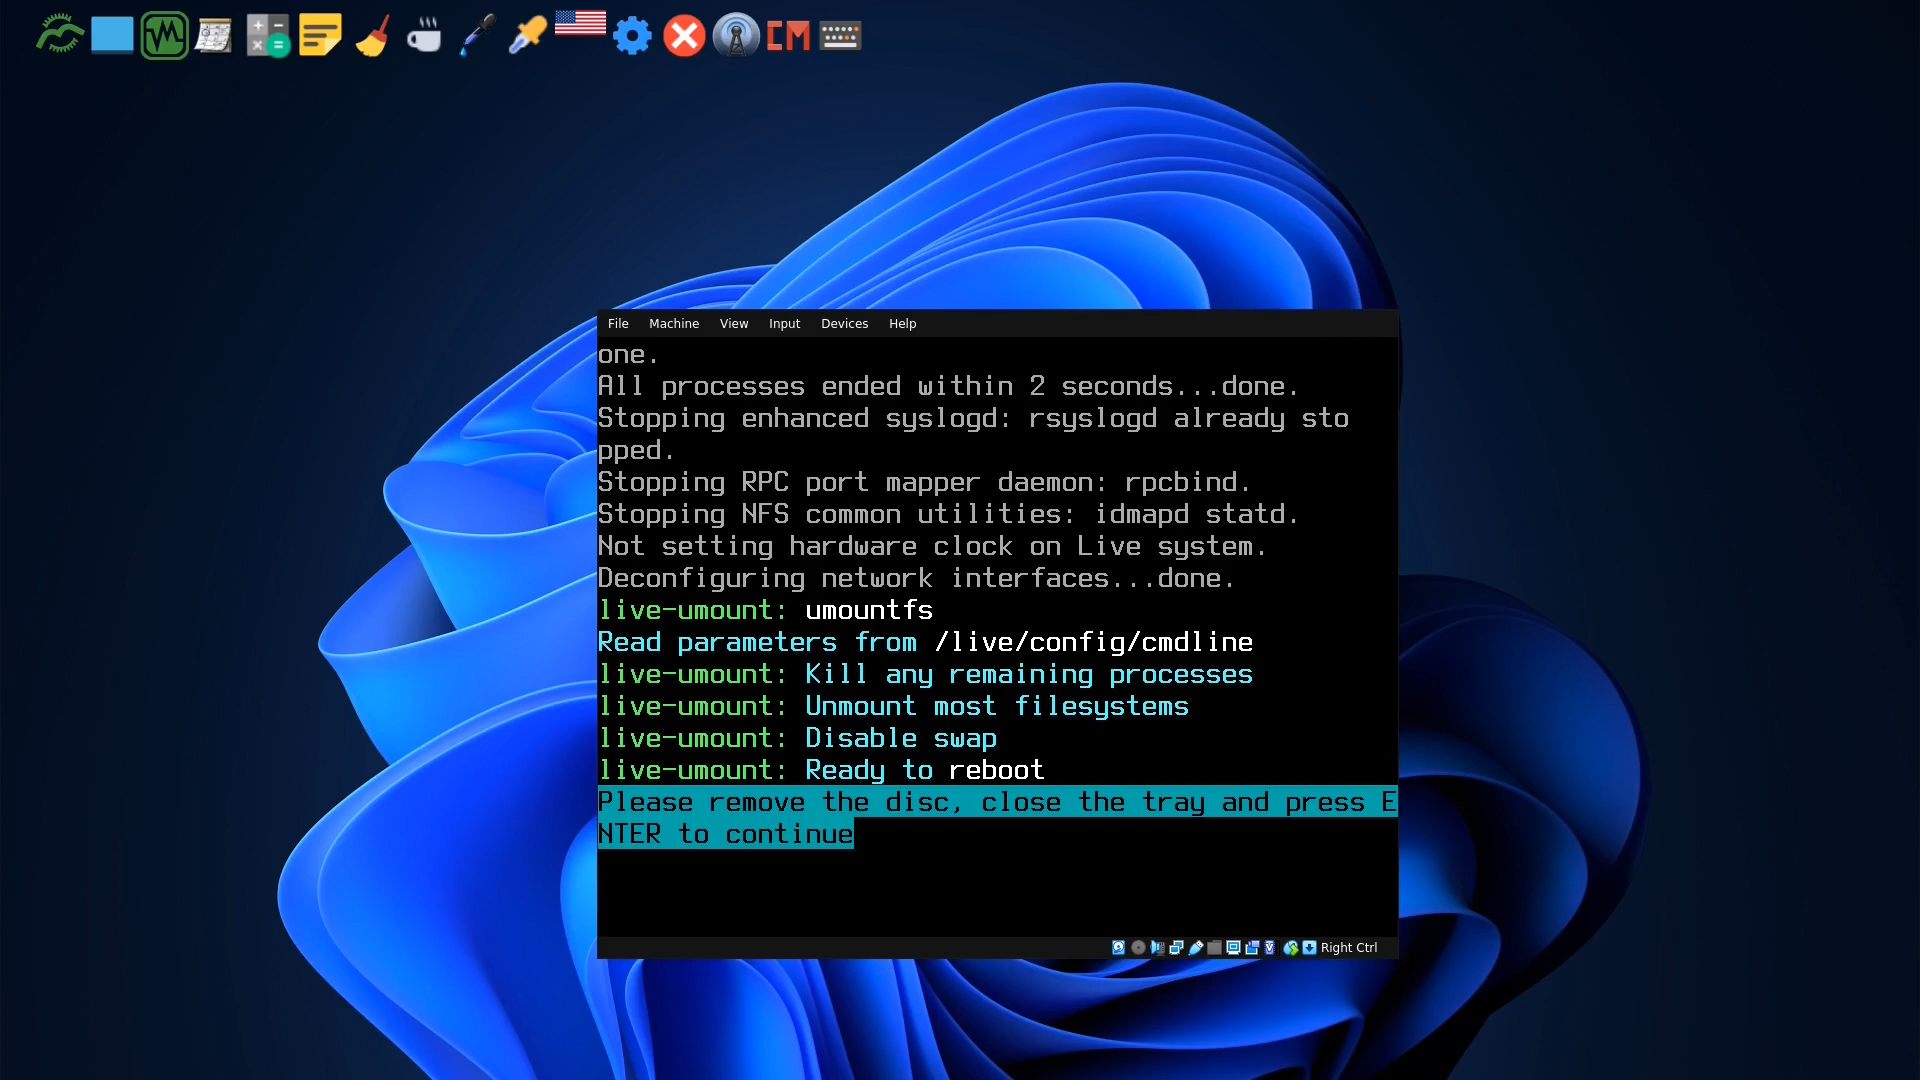 CM
File Machine View Input Devices Help
one.
All processes ended within 2 seconds...done.
Stopping enhanced syslogd: rsyslogd already sto
pped.
Stopping RPC port mapper daemon: rpcbind.
Stopping NFS common utilities: idmapd statd.
Not setting hardware clock on Live system.
Deconfiguring network interfaces...done.
live-umount: umountfs
Read parameters from /live/config/cmdline
live-umount: Kill any remaining processes
live-umount: Unmount most filesystems
live-umount: Disable swap
live-umount: Ready to reboot
Please remove the disc, close the tray and press E
NTER to continue
Right Ctrl